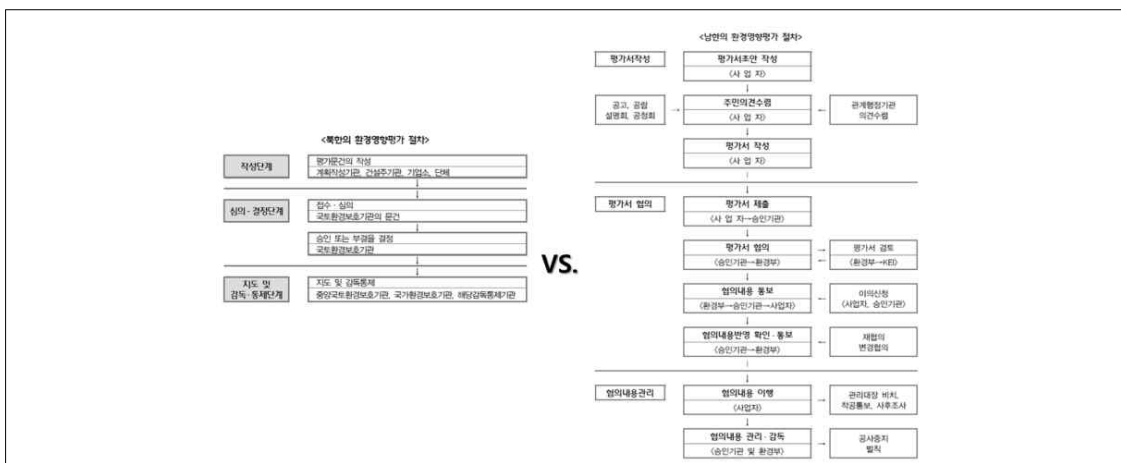 <북한의 환경영향평가 절차>
작성단계
평가문건의 작성
계획작성기관, 건설주기관, 기업소, 단체
심의·결정단계
접수·심의
국토환경보호기관의 문건
승인 또는 부결을 결정
국토환경보호기관
지도 및
감독·통제단계
지도 및 감독통제
중앙국토환경보호기관, 국가환경보호기관, 해당감독통제기관
VS.
<남한의 환경영향평가 절차>
평가서작성
평가서초안 작성
(사 업 자)
공고, 공람
설명회, 공청회
주민의견수렴
(사 업 자)
관계행정기관
의견수렴
평가서 작성
(사 업 자)
평가서 협의
평가서 제출
(사 업 자→승인기관)
평가서 협의
(승인기관→환경부)
평가서 검토
(환경부→KEI)
협의내용 통보
(환경부→승인기관→사업자)
이의신청
(사업자, 승인기관)
협의내용반영 확인·통보
(승인기관→환경부)
재협의
변경협의
협의내용관리
협의내용 이행
(사업자)
관리대장 비치,
착공통보, 사후조사
협의내용 관리·감독
(승인기관 및 환경부)
공사중지
벌칙